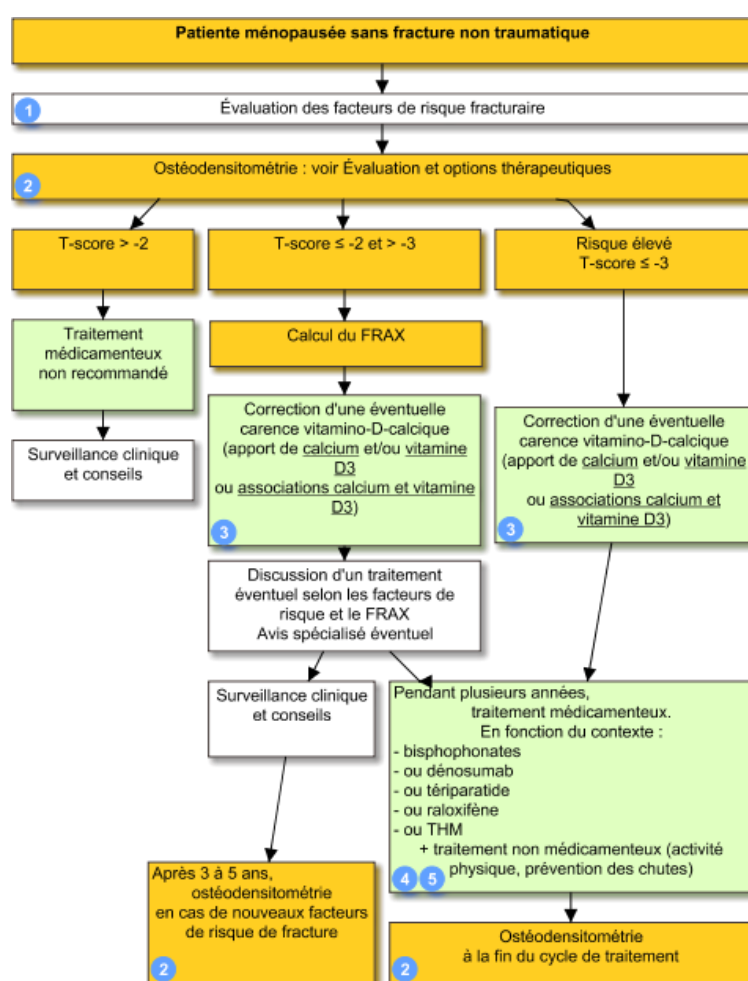 Patiente ménopausée sans fracture non traumatique
1
Évaluation des facteurs de risque fracturaire
Ostéodensitométrie : voir Évaluation et options thérapeutiques
2
T-score > -2
T-score ≤ -2 et > -3
Risque élevé
T-score ≤ -3
Traitement
médicamenteux
non recommandé
Calcul du FRAX
Surveillance clinique
et conseils
Correction d'une éventuelle
carence vitamino-D-calcique
(apport de calcium et/ou vitamine
D3
ou associations calcium et vitamine
D3)
3
Correction d'une éventuelle
carence vitamino-D-calcique
(apport de calcium et/ou vitamine
D3
ou associations calcium et
vitamine D3)
3
Discussion d'un traitement
éventuel selon les facteurs de
risque et le FRAX
Avis spécialisé éventuel
Surveillance clinique
et conseils
Pendant plusieurs années,
traitement médicamenteux.
En fonction du contexte :
- bisphophonates
- ou dénosumab
- ou tériparatide
- ou raloxifène
- ou THM
+ traitement non médicamenteux (activité
physique, prévention des chutes)
4 5
Après 3 à 5 ans,
ostéodensitométrie
en cas de nouveaux facteurs
de risque de fracture
2
Ostéodensitométrie
à la fin du cycle de traitement
2